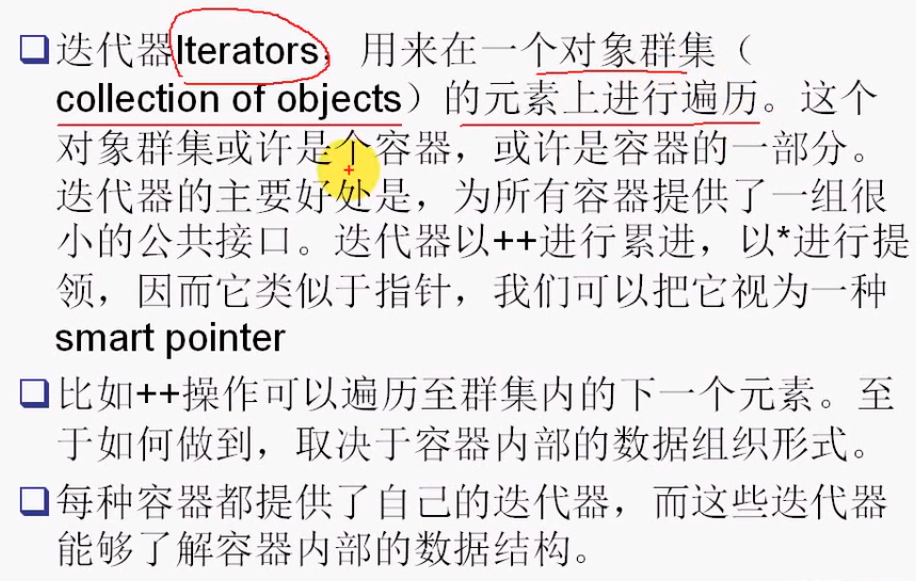 迭代器Iterators，用来在一个对象群集（
collection of objects）的元素上进行遍历。这个
对象群集或许是个容器，或许是容器的一部分。
迭代器的主要好处是，为所有容器提供了一组很
小的公共接口。迭代器以++进行累进，以*进行提
领，因而它类似于指针，我们可以把它视为一种
smart pointer
比如++操作可以遍历至群集内的下一个元素。至
于如何做到，取决于容器内部的数据组织形式。
每种容器都提供了自己的迭代器，而这些迭代器
能够了解容器内部的数据结构。